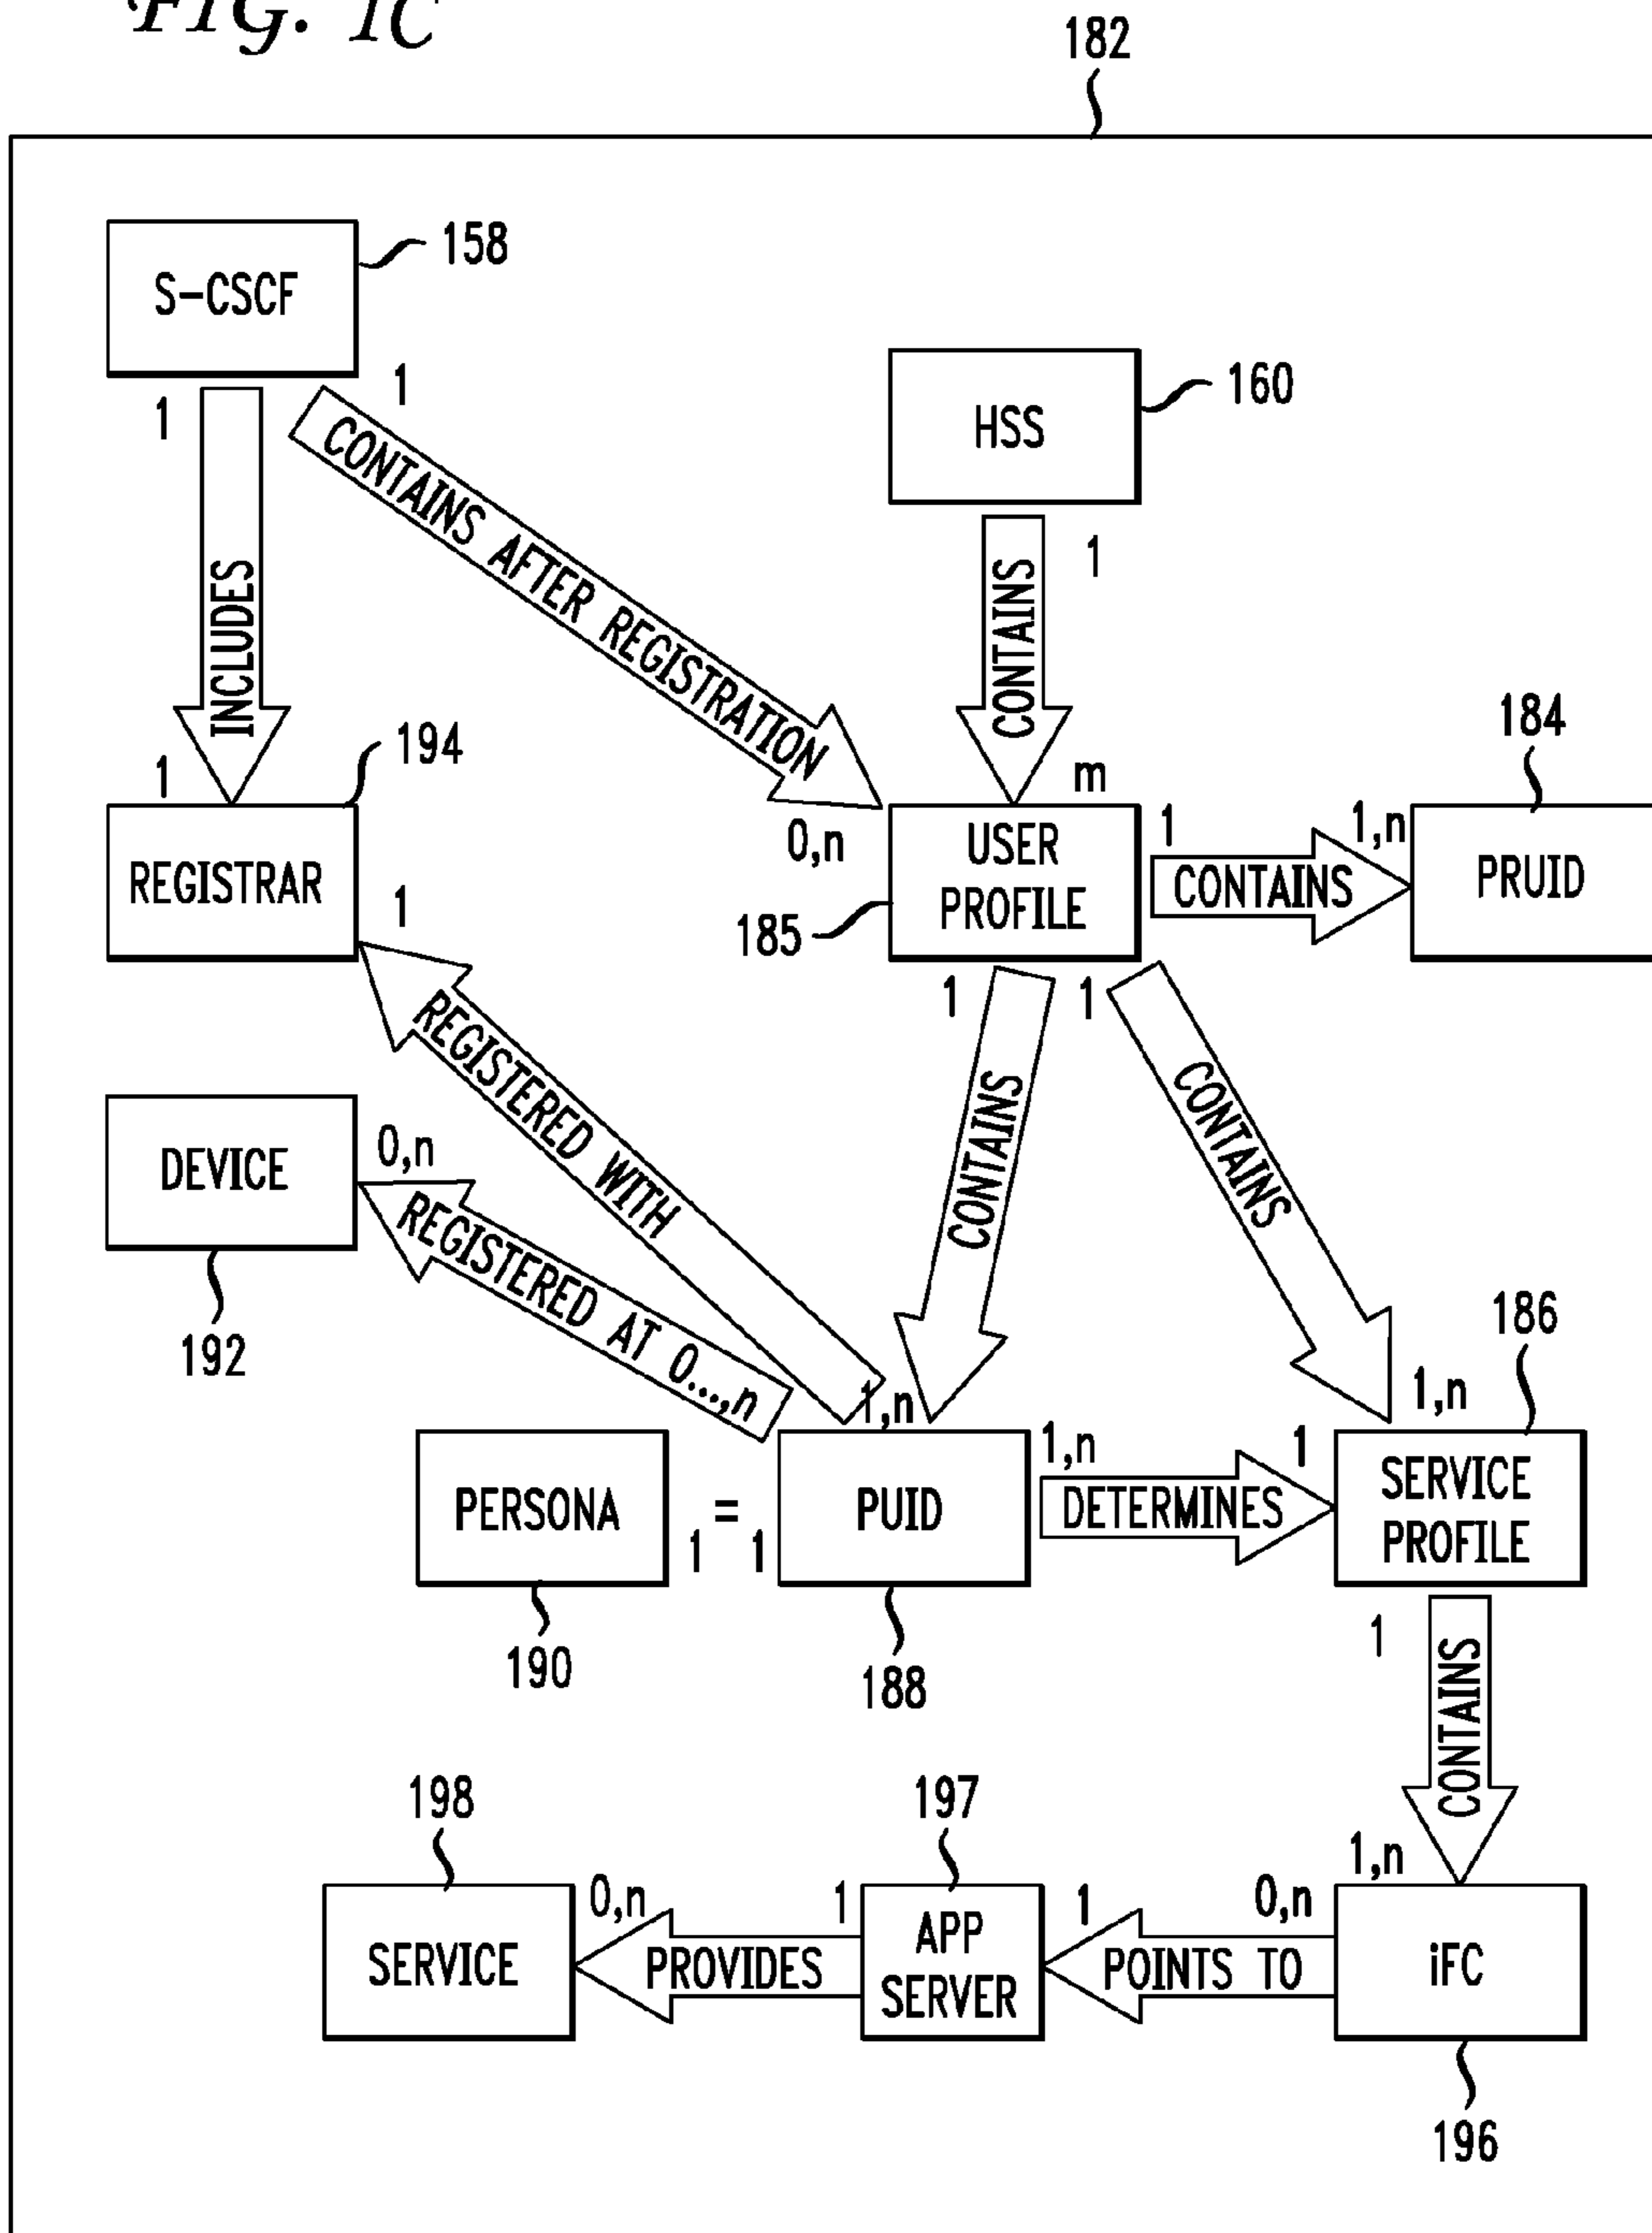 FIG. 1C
182
S-CSCF
158
HSS
160
1
1
CONTAINS AFTER REGISTRATION
INCLUDES
1
CONTAINS
1
194
0,n
m
184
REGISTRAR
1
USER
PROFILE
185
1
CONTAINS
1,n
PRUID
1
1
REGISTERED WITH
CONTAINS
CONTAINS
DEVICE
0,n
192
REGISTERED AT 0...,n
186
1,n
1,n
PERSONA
190
1
=
1
PUID
188
1,n
DETERMINES
1
SERVICE
PROFILE
1
CONTAINS
198
197
1,n
SERVICE
0,n
PROVIDES
1
APP
SERVER
1
POINTS TO
0,n
iFC
196